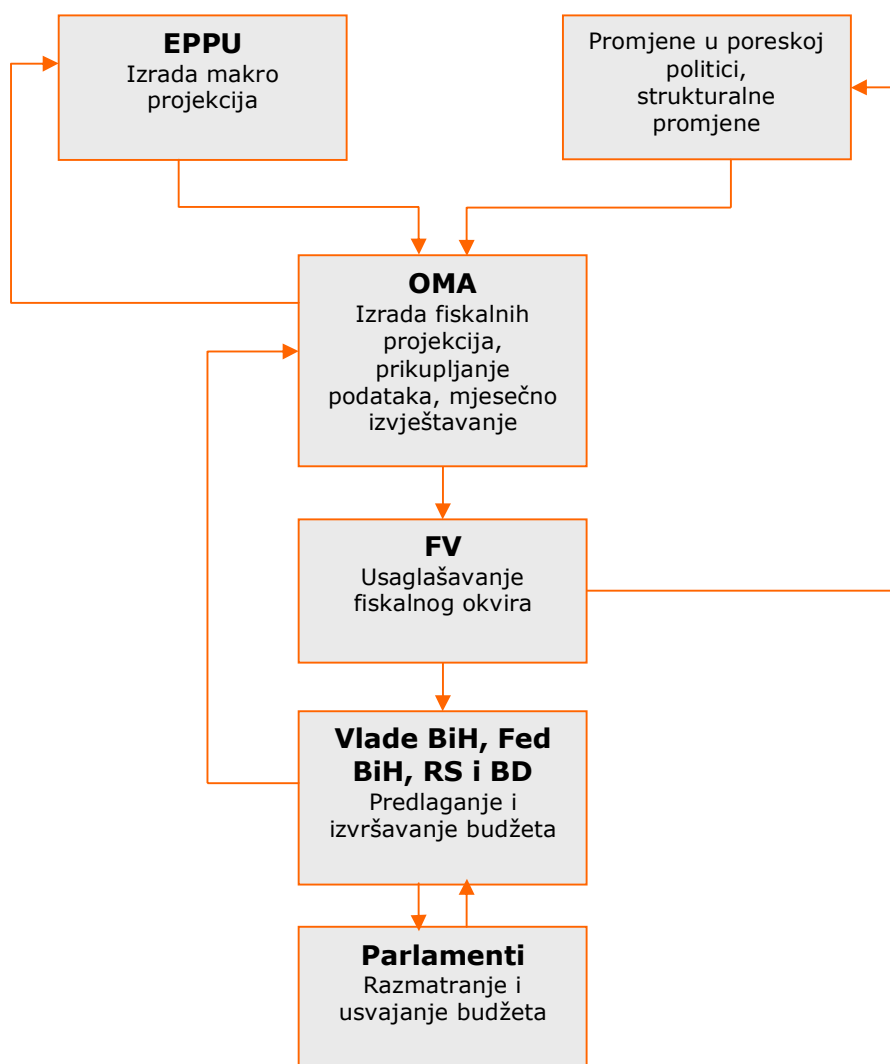 EPPU
Izrada makro
projekcija
Promjene u poreskoj
politici,
strukturalne
promjene
OMA
Izrada fiskalnih
projekcija,
prikupljanje
podataka, mjesečno
izvještavanje
FV
Usaglašavanje
fiskalnog okvira
Vlade BiH, Fed
BiH, RS i BD
Predlaganje i
izvršavanje budžeta
Parlamenti
Razmatranje i
usvajanje budžeta